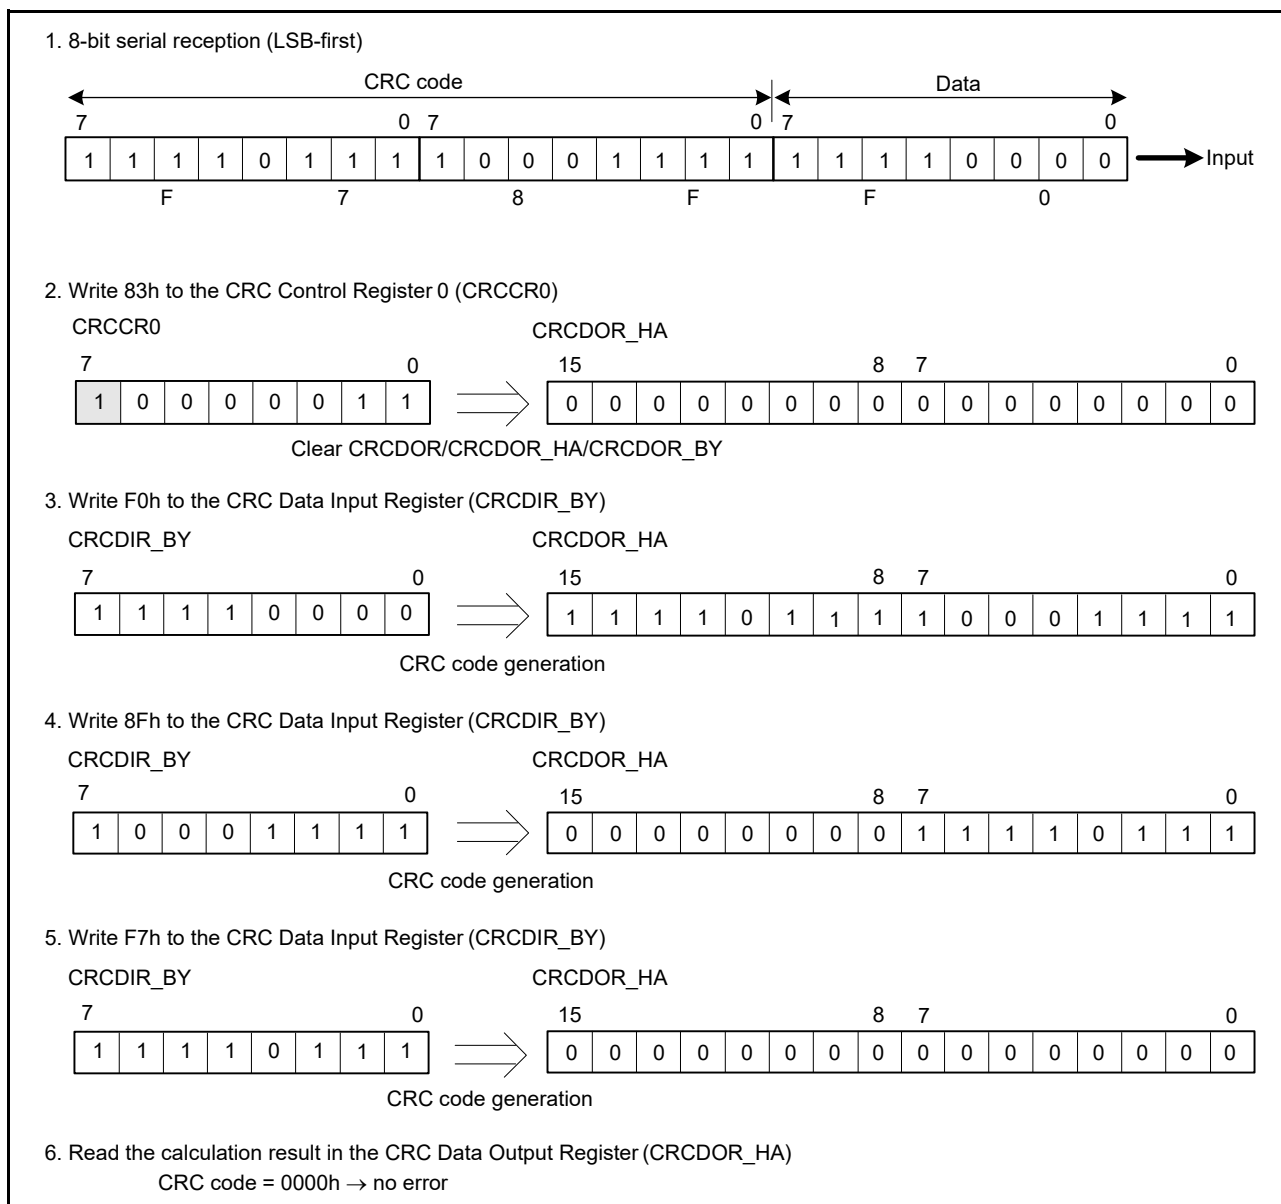 1. 8-bit serial reception (LSB-first)
CRC code Data
7 0 7 0 7 0
1 1 1 1 0 1 1 1 1 0 0 0 1 1 1 1 1 1 1 1 0 0 0 0 Input
F 7 8 F F 0
2. Write 83h to the CRC Control Register 0 (CRCCR0)
CRCCR0 CRCDOR_HA
7 0 15 8 7 0
1 0 0 0 0 0 1 1 0 0 0 0 0 0 0 0 0 0 0 0 0 0 0 0
Clear CRCDOR/CRCDOR_HA/CRCDOR_BY
3. Write F0h to the CRC Data Input Register (CRCDIR_BY)
CRCDIR_BY CRCDOR_HA
7 0 15 8 7 0
1 1 1 1 0 0 0 0 1 1 1 1 0 1 1 1 1 0 0 0 1 1 1 1
CRC code generation
4. Write 8Fh to the CRC Data Input Register (CRCDIR_BY)
CRCDIR_BY CRCDOR_HA
7 0 15 8 7 0
1 0 0 0 1 1 1 1 0 0 0 0 0 0 0 0 1 1 1 1 0 1 1 1
CRC code generation
5. Write F7h to the CRC Data Input Register (CRCDIR_BY)
CRCDIR_BY CRCDOR_HA
7 0 15 8 7 0
1 1 1 1 0 1 1 1 0 0 0 0 0 0 0 0 0 0 0 0 0 0 0 0
CRC code generation
6. Read the calculation result in the CRC Data Output Register (CRCDOR_HA)
CRC code = 0000h → no error